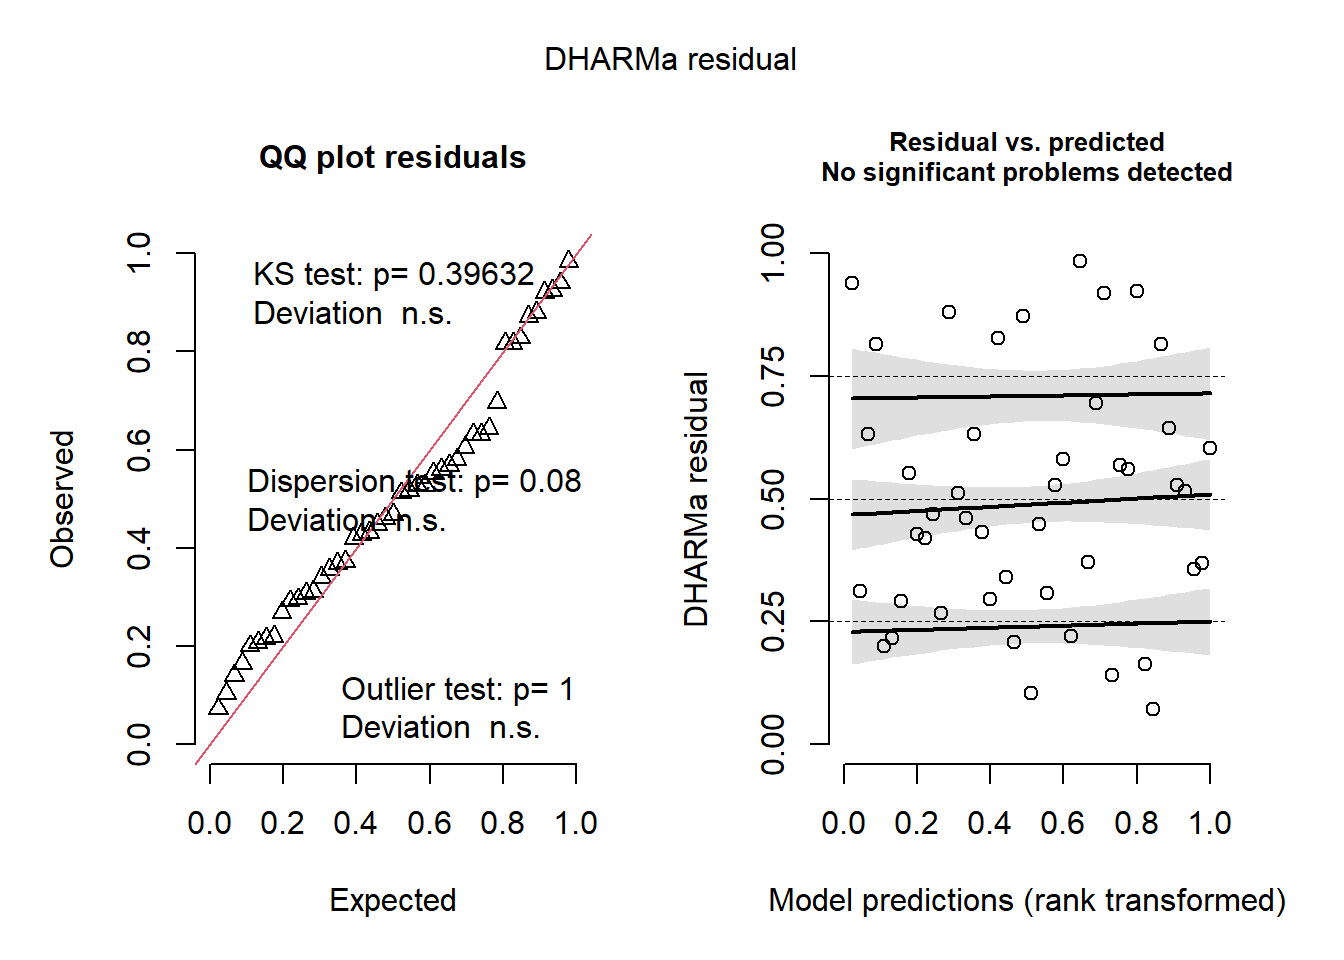 DHARMa residual
QQ plot residuals
KS test: p= 0.39632
Deviation  n.s.
Dispersion test: p= 0.08
Deviation  n.s.
Outlier test: p= 1
Deviation  n.s.
Observed
0.0 0.2 0.4 0.6 0.8 1.0
0.0 0.2 0.4 0.6 0.8 1.0
Expected
Residual vs. predicted
No significant problems detected
DHARMa residual
0.00 0.25 0.50 0.75 1.00
0.0 0.2 0.4 0.6 0.8 1.0
Model predictions (rank transformed)